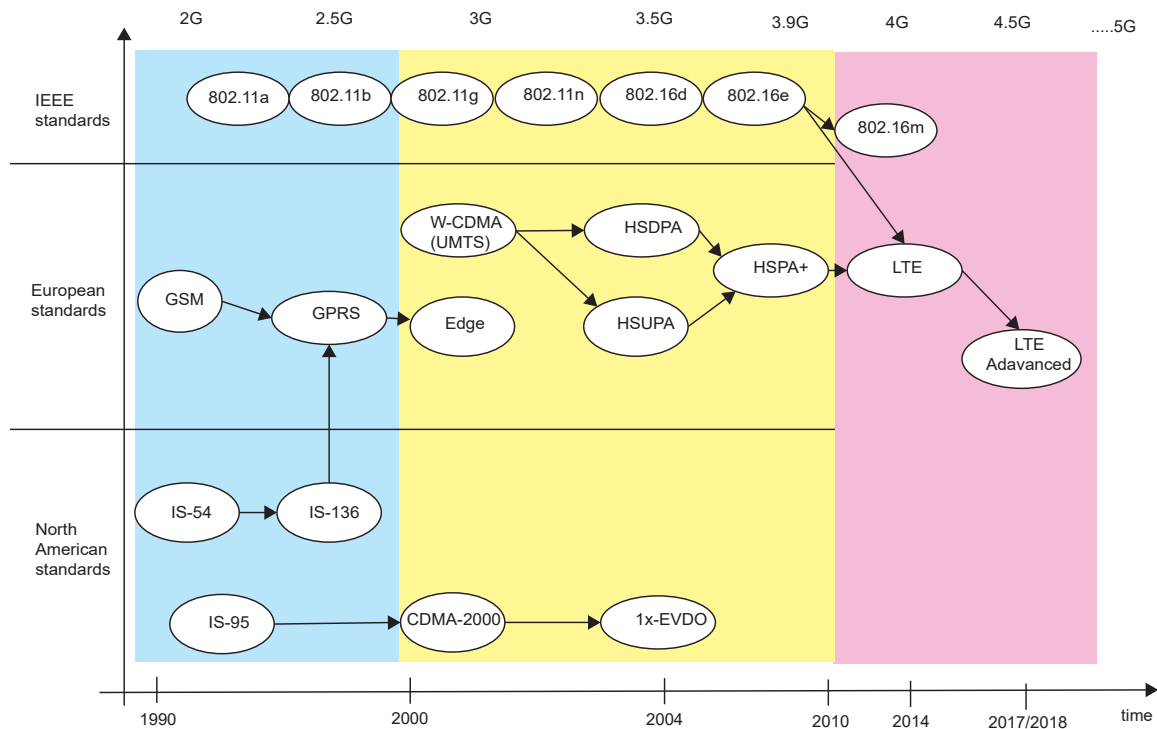 2G 2.5G 3G 3.5G 3.9G 4G 4.5G .....5G
IEEE
standards
802.11a 802.11b 802.11g 802.11n 802.16d 802.16e
802.16m
European
standards
W-CDMA
(UMTS)
HSDPA
HSPA+
LTE
GSM
GPRS
Edge
HSUPA
LTE
Adavanced
North
American
standards
IS-54
IS-136
IS-95
CDMA-2000
1x-EVDO
1990 2000 2004 2010 2014 2017/2018 time